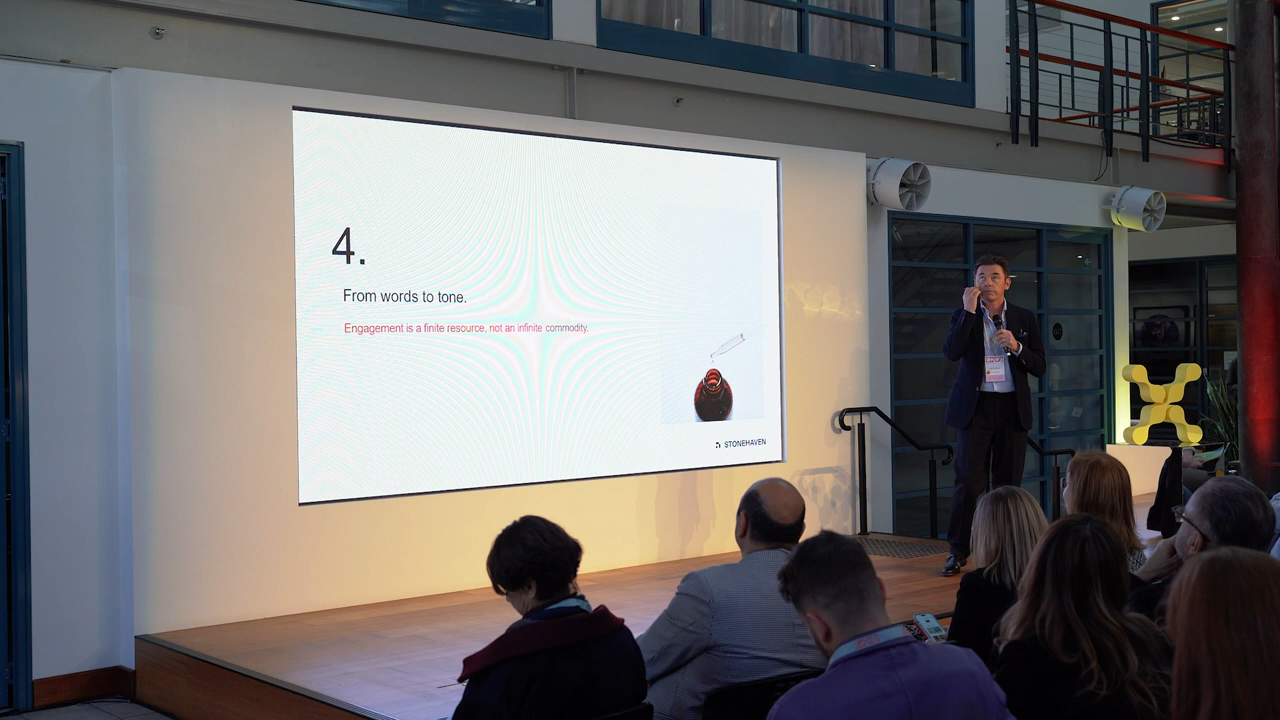 4.
From words to tone.
Engagement is a finite resource, not an infinite commodity.
STONEHAVEN